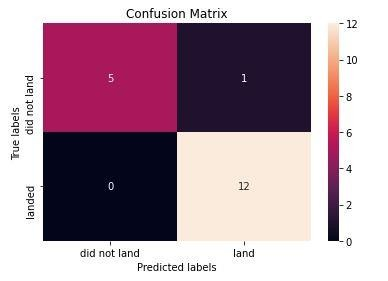 Confusion Matrix
True labels
did not land
landed
5
1
0
12
did not land
land
Predicted labels
12
10
8
6
4
2
0